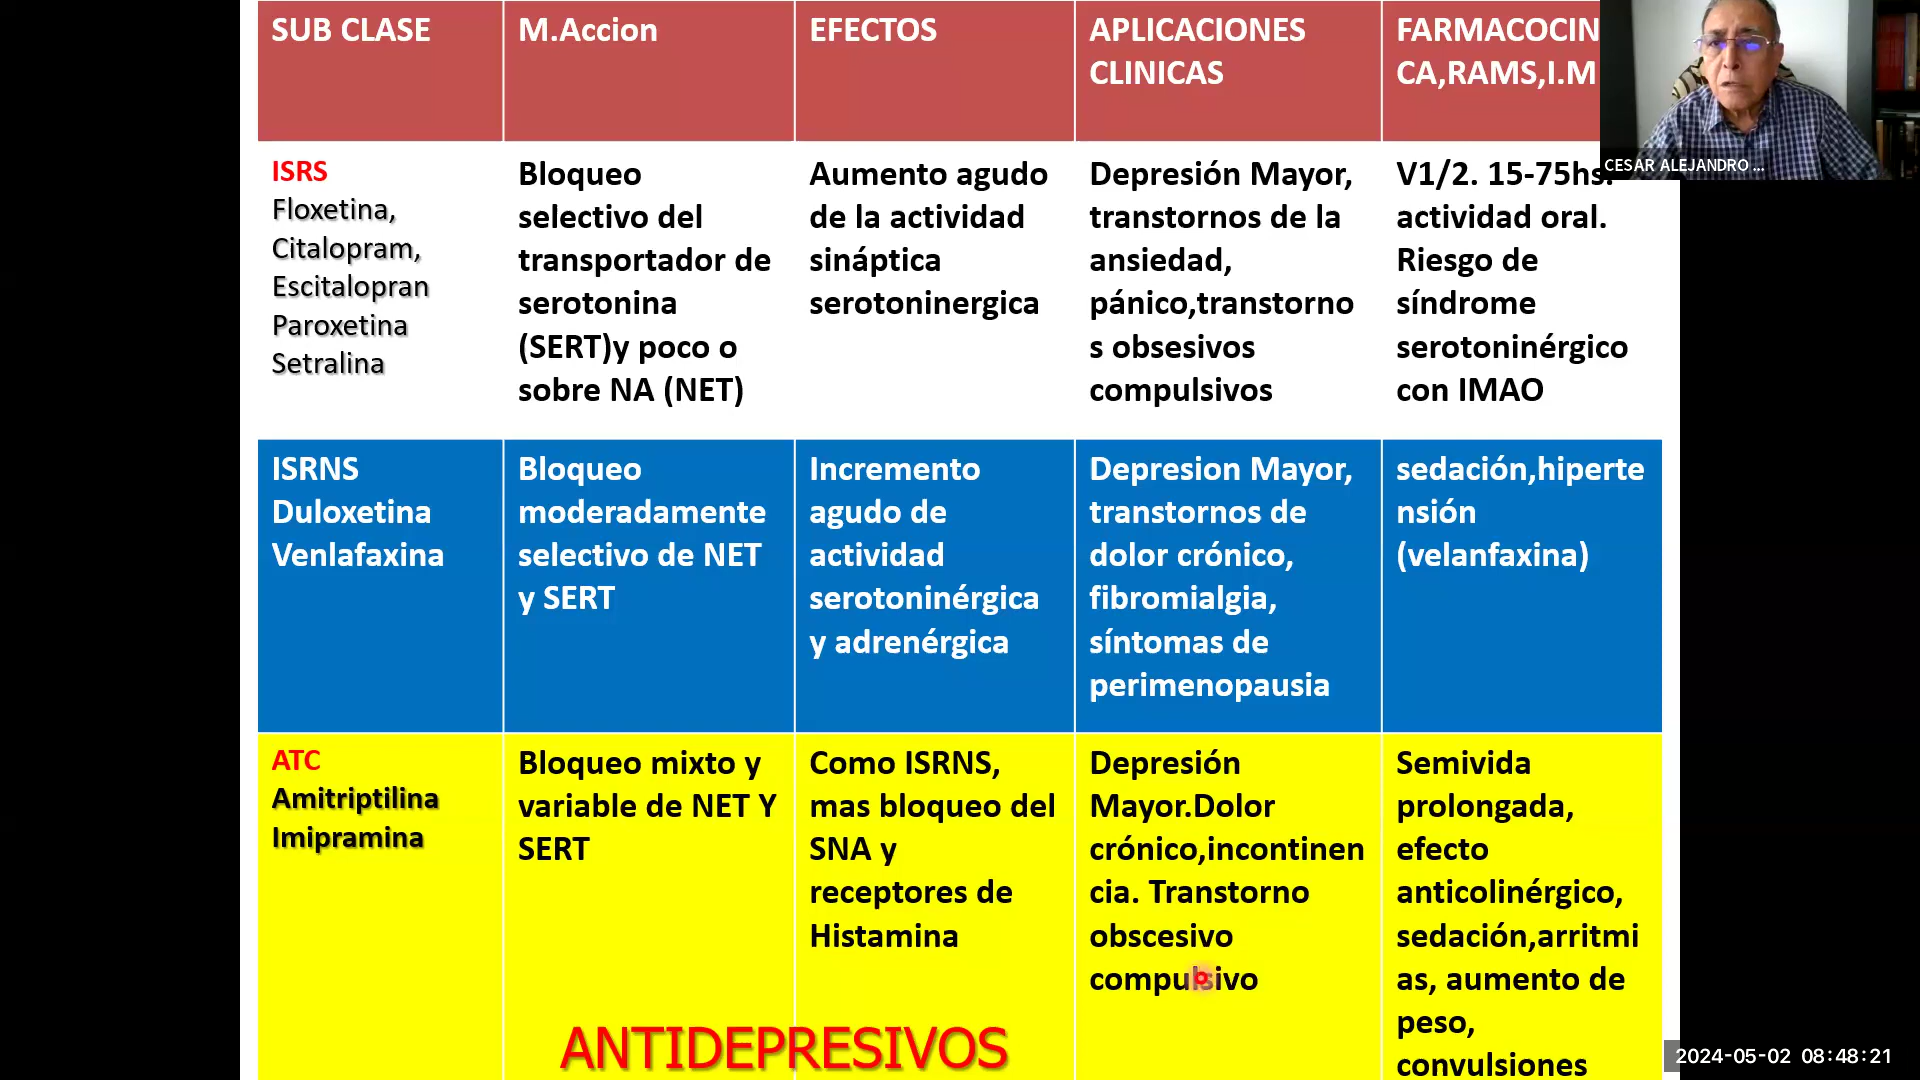 SUB CLASE
M.Accion
EFECTOS
APLICACIONES
CLINICAS
FARMACOCIN
CA,RAMS,I.M
CESAR ALEJANDRO ...
ISRS
Floxetina,
Citalopram,
Escitalopran
Paroxetina
Setralina
Bloqueo
selectivo del
transportador de
serotonina
(SERT)y poco o
sobre NA (NET)
Aumento agudo
de la actividad
sináptica
serotoninergica
Depresión Mayor,
transtornos de la
ansiedad,
pánico,transtorno
s obsesivos
compulsivos
V1/2. 15-75hs.
actividad oral.
Riesgo de
síndrome
serotoninérgico
con IMAO
ISRNS
Duloxetina
Venlafaxina
Bloqueo
moderadamente
selectivo de NET
y SERT
Incremento
agudo de
actividad
serotoninérgica
y adrenérgica
Depresion Mayor,
transtornos de
dolor crónico,
fibromialgia,
síntomas de
perimenopausia
sedación,hiperte
nsión
(velanfaxina)
ATC
Amitriptilina
Imipramina
Bloqueo mixto y
variable de NET Y
SERT
Como ISRNS,
mas bloqueo del
SNA y
receptores de
Histamina
Depresión
Mayor.Dolor
crónico,incontinen
cia. Transtorno
obscesivo
compulsivo
Semivida
prolongada,
efecto
anticolinérgico,
sedación,arritmi
as, aumento de
peso,
convulsiones
ANTIDEPRESIVOS
2024-05-02 08:48:21